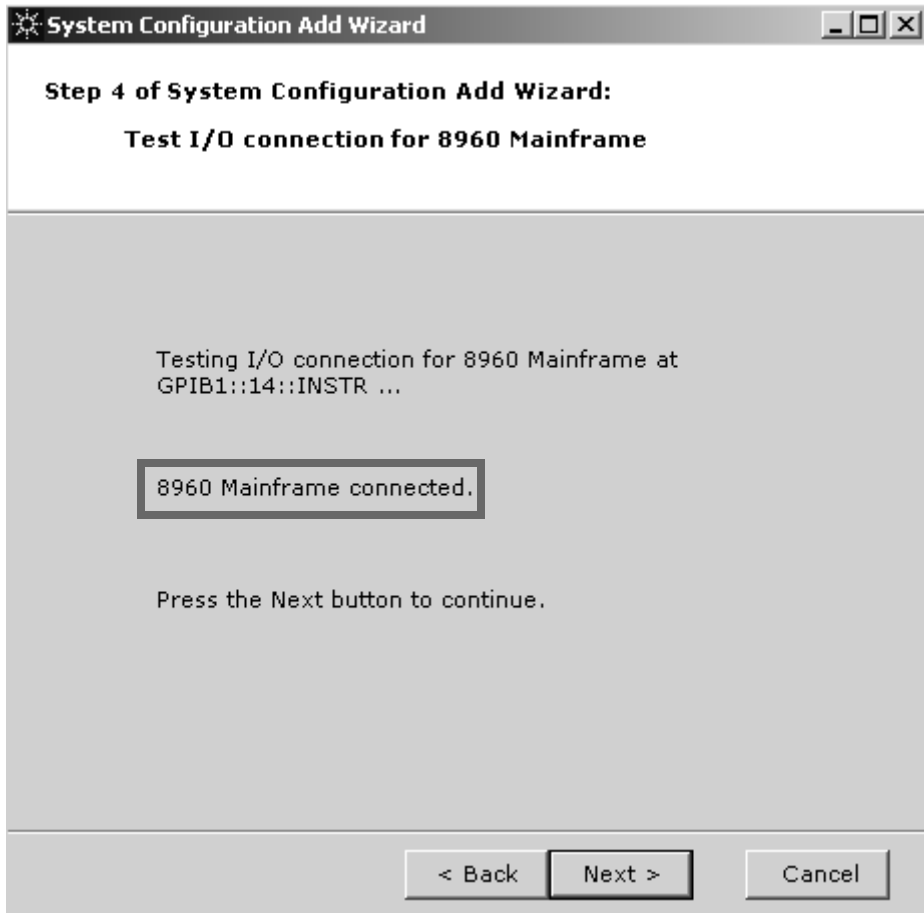 System Configuration Add Wizard
Step 4 of System Configuration Add Wizard:
Test I/O connection for 8960 Mainframe
Testing I/O connection for 8960 Mainframe at
GPIB1::14::INSTR ...
8960 Mainframe connected.
Press the Next button to continue.
< Back Next > Cancel